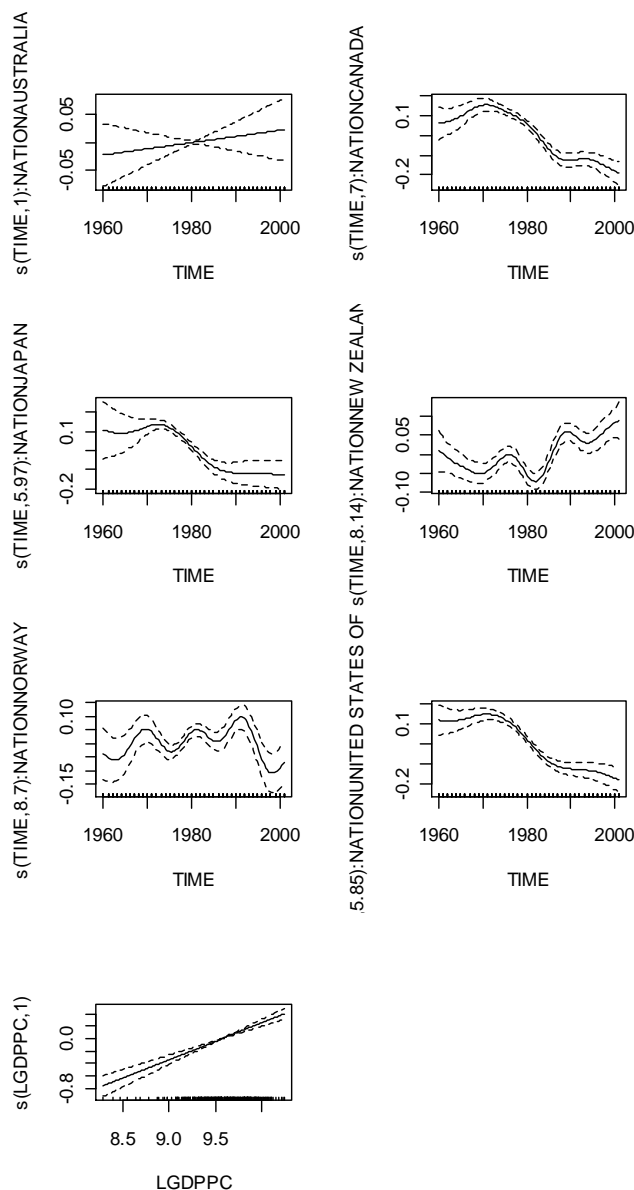 s(TIME,1):NATIONAUSTRALIA
0.05
-0.05
1960
1980
2000
TIME
s(TIME,7):NATIONCANADA
0.1
-0.2
1960
1980
2000
TIME
s(TIME,5.97):NATIONJAPAN
0.1
-0.2
1960
1980
2000
TIME
s(TIME,8.14):NATIONNEW ZEALAN
0.05
-0.10
1960
1980
2000
TIME
s(TIME,8.7):NATIONNORWAY
0.10
-0.15
1960
1980
2000
TIME
,5.85):NATIONUNITED STATES OF
0.1
-0.2
1960
1980
2000
TIME
s(LGDPPC,1)
0.0
-0.8
8.5
9.0
9.5
LGDPPC